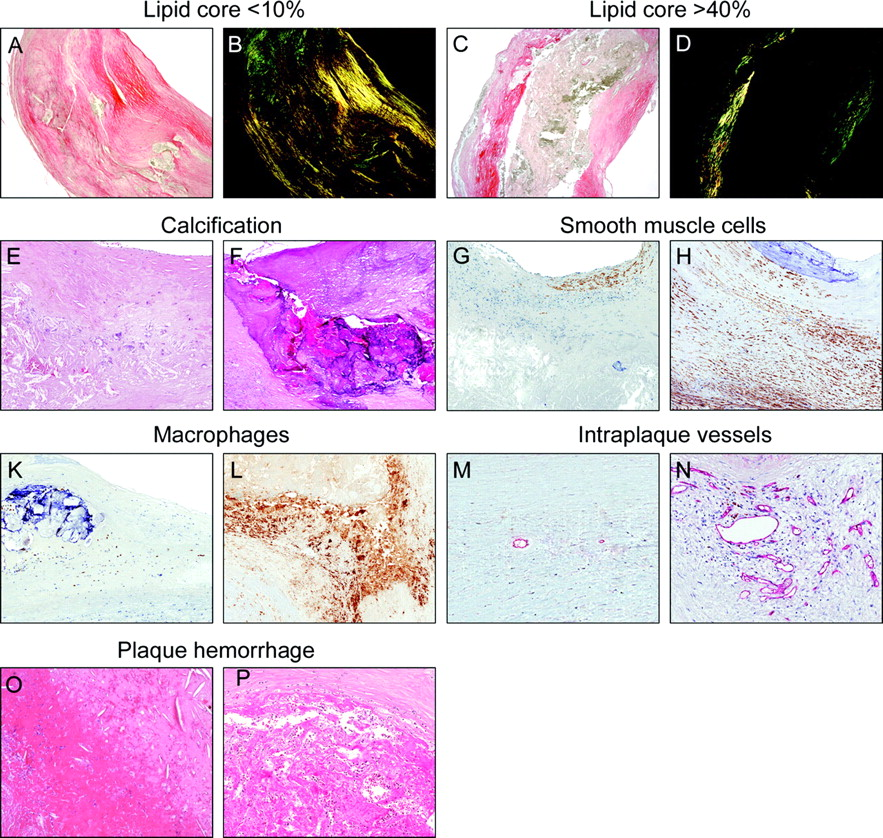 Lipid core <10%
Lipid core >40%
A
B
C
D
Calcification
Smooth muscle cells
E
F
G
H
Macrophages
Intraplaque vessels
K
L
M
N
Plaque hemorrhage
O
P